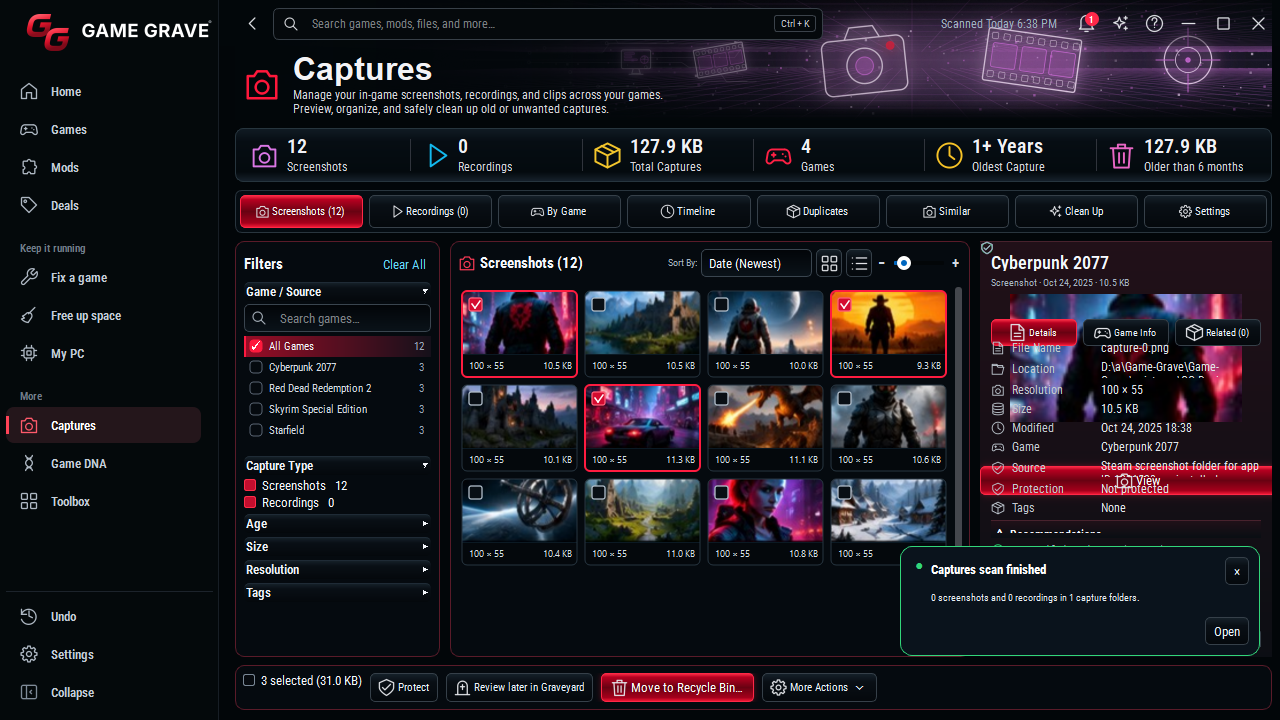 GAME GRAVE
Search games, mods, files, and more...
Ctrl + K
Scanned Today 6:38 PM
1
Home
Games
Mods
Deals
Keep it running
Fix a game
Free up space
My PC
More
Captures
Game DNA
Toolbox
Undo
Settings
Collapse
Captures
Manage your in-game screenshots, recordings, and clips across your games.
Preview, organize, and safely clean up old or unwanted captures.
12
Screenshots
0
Recordings
127.9 KB
Total Captures
4
Games
1+ Years
Oldest Capture
127.9 KB
Older than 6 months
Screenshots (12)
Recordings (0)
By Game
Timeline
Duplicates
Similar
Clean Up
Settings
Filters
Clear All
Game / Source
Search games...
All Games 12
Cyberpunk 2077 3
Red Dead Redemption 2 3
Skyrim Special Edition 3
Starfield 3
Capture Type
Screenshots 12
Recordings 0
Age
Size
Resolution
Tags
Screenshots (12)
Sort By:
Date (Newest)
100 × 55 10.5 KB
100 × 55 10.5 KB
100 × 55 10.0 KB
100 × 55 9.3 KB
100 × 55 10.1 KB
100 × 55 11.3 KB
100 × 55 11.1 KB
100 × 55 10.6 KB
100 × 55 10.4 KB
100 × 55 11.0 KB
100 × 55 10.8 KB
100 × 55
Cyberpunk 2077
Screenshot · Oct 24, 2025 · 10.5 KB
Details
Game Info
Related (0)
File Name capture-0.png
Location D:\a\Game-Grave\Game-
Resolution 100 × 55
Size 10.5 KB
Modified Oct 24, 2025 18:38
Game Cyberpunk 2077
Source Steam screenshot folder for app
View
Protection Not protected
Tags None
Recommendations
Captures scan finished
x
0 screenshots and 0 recordings in 1 capture folders.
Open
3 selected (31.0 KB)
Protect
Review later in Graveyard
Move to Recycle Bin...
More Actions